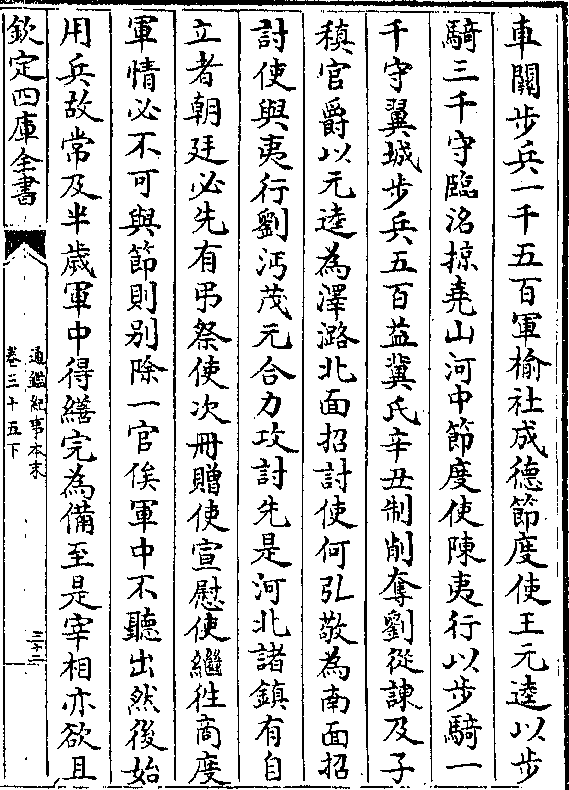 車關步兵一千五百軍榆社成德節度使王元逵以步
騎三千守臨洺掠堯山河中節度使陳夷行以步騎一
千守翼城步兵五百益冀氏辛丑制削奪劉從諫及子
稹官爵以元逵為澤潞北面招討使何弘敬為南面招
討使與夷行劉沔茂元合力攻討先是河北諸鎮有自
立者朝廷必先有弔祭使次冊贈使宣慰使繼徃商度
軍情必不可與節則别除一官俟軍中不聽出然後始
用兵故常及半歲軍中得繕完為備至是宰相亦欲且
欽定四庫全書
通鑑紀事本末
卷三十五下
三十二